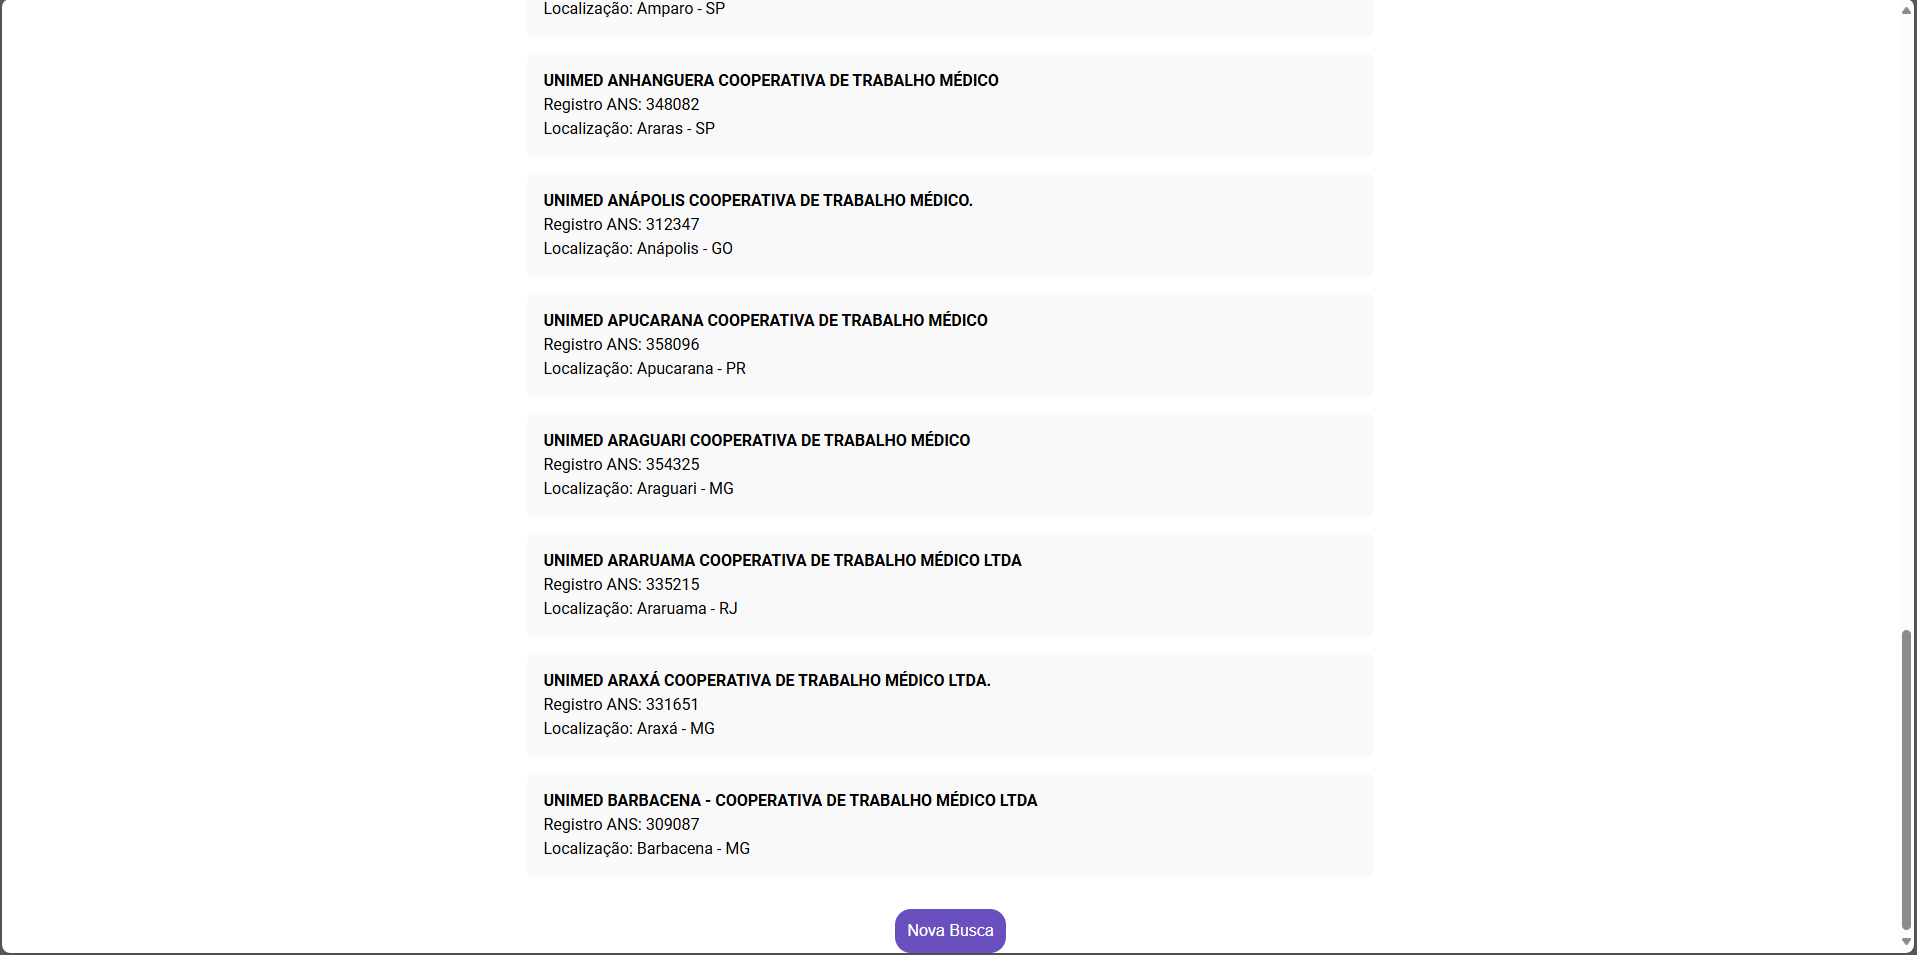 Localização: Amparo - SP
UNIMED ANHANGUERA COOPERATIVA DE TRABALHO MÉDICO
Registro ANS: 348082
Localização: Araras - SP
UNIMED ANÁPOLIS COOPERATIVA DE TRABALHO MÉDICO.
Registro ANS: 312347
Localização: Anápolis - GO
UNIMED APUCARANA COOPERATIVA DE TRABALHO MÉDICO
Registro ANS: 358096
Localização: Apucarana - PR
UNIMED ARAGUARI COOPERATIVA DE TRABALHO MÉDICO
Registro ANS: 354325
Localização: Araguari - MG
UNIMED ARARUAMA COOPERATIVA DE TRABALHO MÉDICO LTDA
Registro ANS: 335215
Localização: Araruama - RJ
UNIMED ARAXÁ COOPERATIVA DE TRABALHO MÉDICO LTDA.
Registro ANS: 331651
Localização: Araxá - MG
UNIMED BARBACENA - COOPERATIVA DE TRABALHO MÉDICO LTDA
Registro ANS: 309087
Localização: Barbacena - MG
Nova Busca